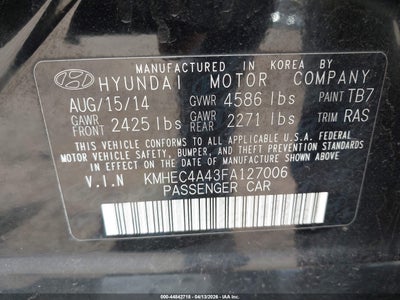 MANUFACTURED IN KOREA BY
HYUNDAI MOTOR COMPANY
AUG/15/14 GVWR 4586 lbs PAINT TB7
GAWR FRONT 2425 lbs GAWR REAR 2271 lbs TRIM RAS
THIS VEHICLE CONFORMS TO ALL APPLICABLE U.S.A. FEDERAL
MOTOR VEHICLE SAFETY, BUMPER, AND THEFT PREVENTION STANDARDS
IN EFFECT ON THE DATE OF MANUFACTURE SHOWN ABOVE.
V.I.N KMHEC4A43FA127006
PASSENGER CAR
000-44842718 - 04/13/2026 - 000